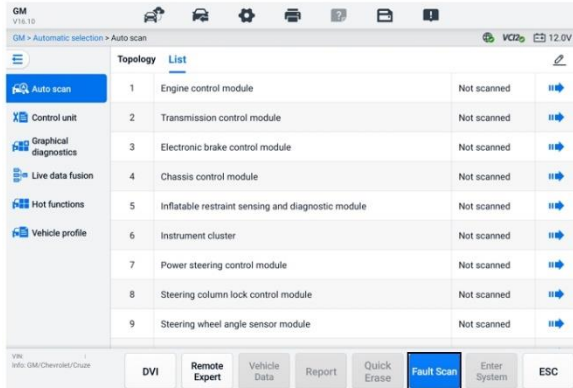 GM
V16.10
GM > Automatic selection > Auto scan
VCI2
12.0V
Topology List
Auto scan
Control unit
Graphical
diagnostics
Live data fusion
Hot functions
Vehicle profile
1 Engine control module Not scanned
2 Transmission control module Not scanned
3 Electronic brake control module Not scanned
4 Chassis control module Not scanned
5 Inflatable restraint sensing and diagnostic module Not scanned
6 Instrument cluster Not scanned
7 Power steering control module Not scanned
8 Steering column lock control module Not scanned
9 Steering wheel angle sensor module Not scanned
VIN:
Info: GM/Chevrolet/Cruze
DVI
Remote
Expert
Vehicle
Data
Report
Quick
Erase
Fault Scan
Enter
System
ESC